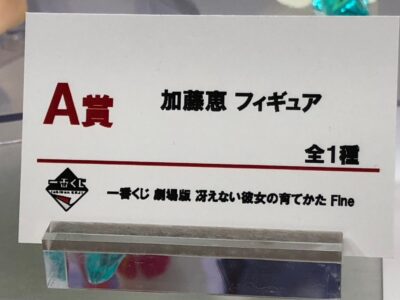 A賞 加藤恵 フィギュア
全1種
一番くじ
一番くじ 劇場版 冴えない彼女の育てかた Fine